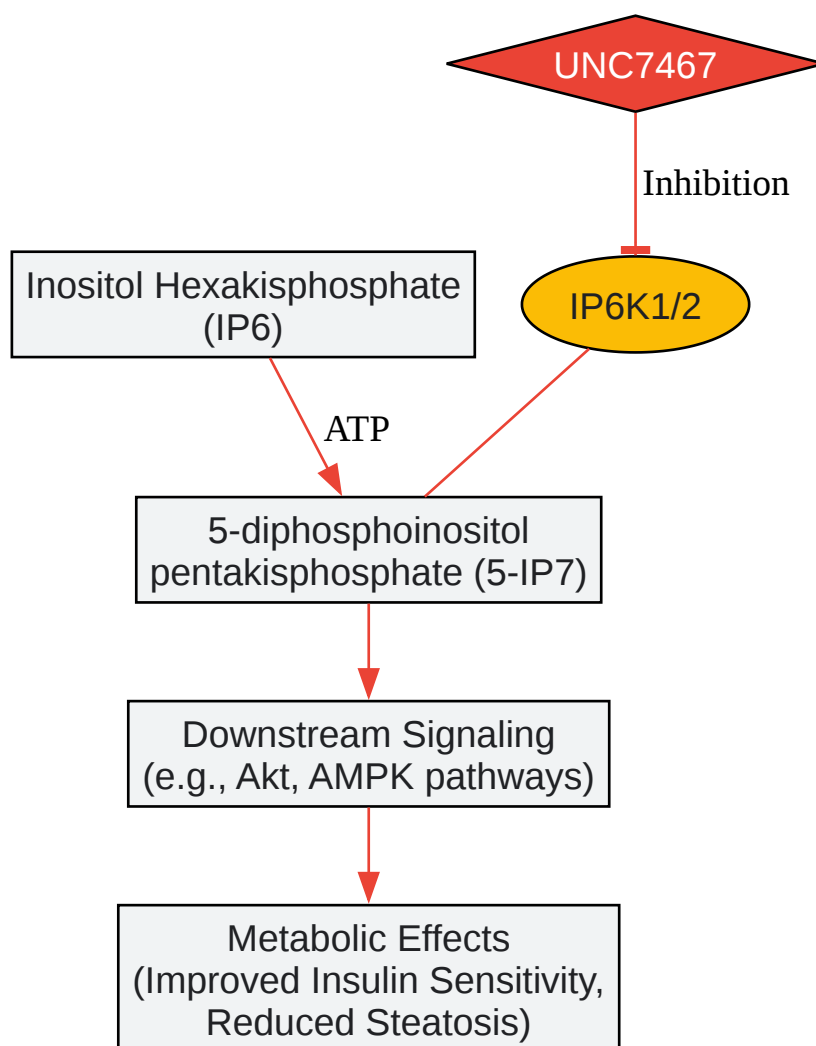 UNC7467
Inhibition
Inositol Hexakisphosphate
(IP6)
IP6K1/2
ATP
5-diphosphoinositol
pentakisphosphate (5-IP7)
Downstream Signaling
(e.g., Akt, AMPK pathways)
Metabolic Effects
(Improved Insulin Sensitivity,
Reduced Steatosis)